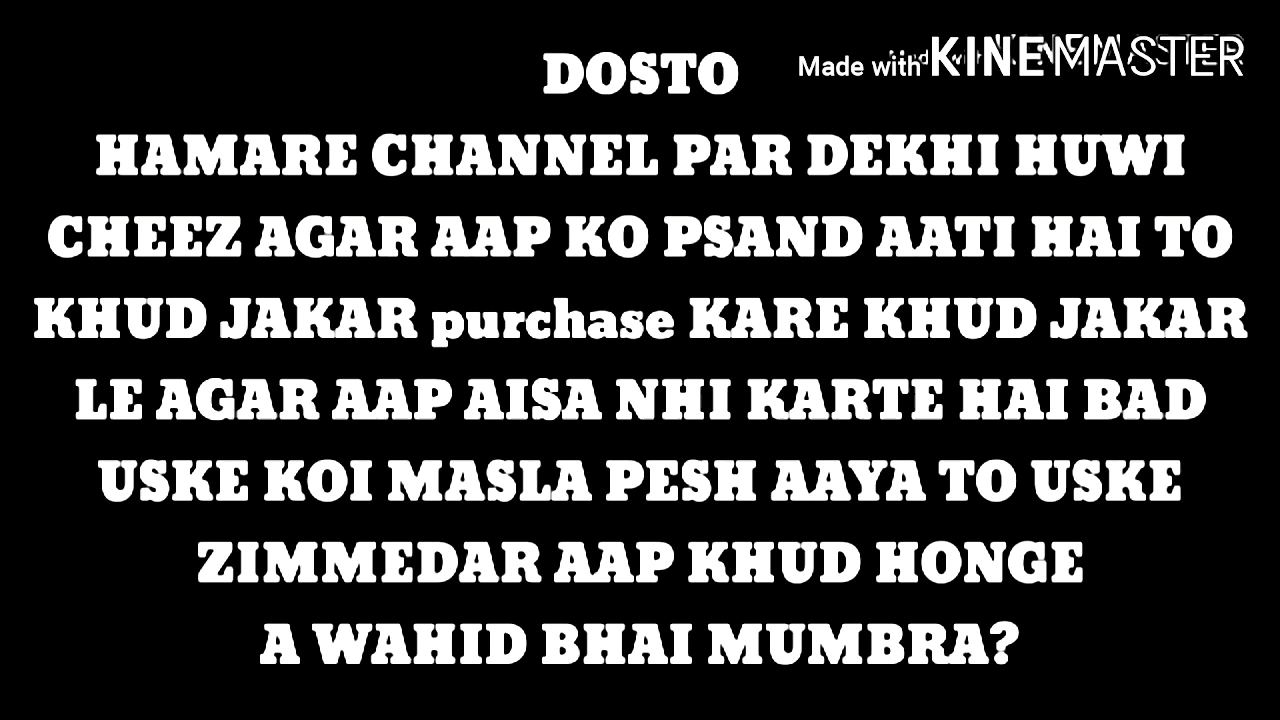 DOSTO
Made with KINEMASTER
HAMARE CHANNEL PAR DEKHI HUWI
CHEEZ AGAR AAP KO PSAND AATI HAI TO
KHUD JAKAR purchase KARE KHUD JAKAR
LE AGAR AAP AISA NHI KARTE HAI BAD
USKE KOI MASLA PESH AAYA TO USKE
ZIMMEDAR AAP KHUD HONGE
A WAHID BHAI MUMBRA?